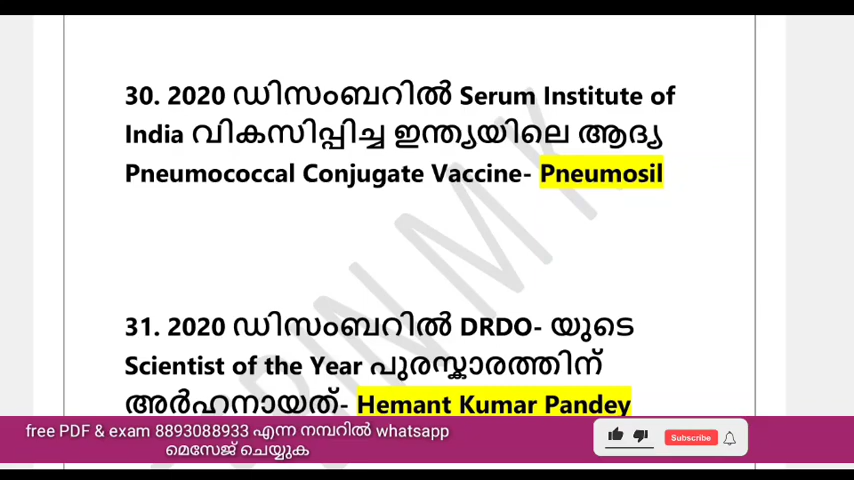 30. 2020 ഡിസംബറിൽ Serum Institute of
India വികസിപ്പിച്ച ഇന്ത്യയിലെ ആദ്യ
Pneumococcal Conjugate Vaccine- Pneumosil
31. 2020 ഡിസംബറിൽ DRDO- യുടെ
Scientist of the Year പുരസ്കാരത്തിന്
അർഹനായത്- Hemant Kumar Pandey
free PDF & exam 8893088933 എന്ന നമ്പറിൽ whatsapp
മെസേജ് ചെയ്യുക
Subscribe